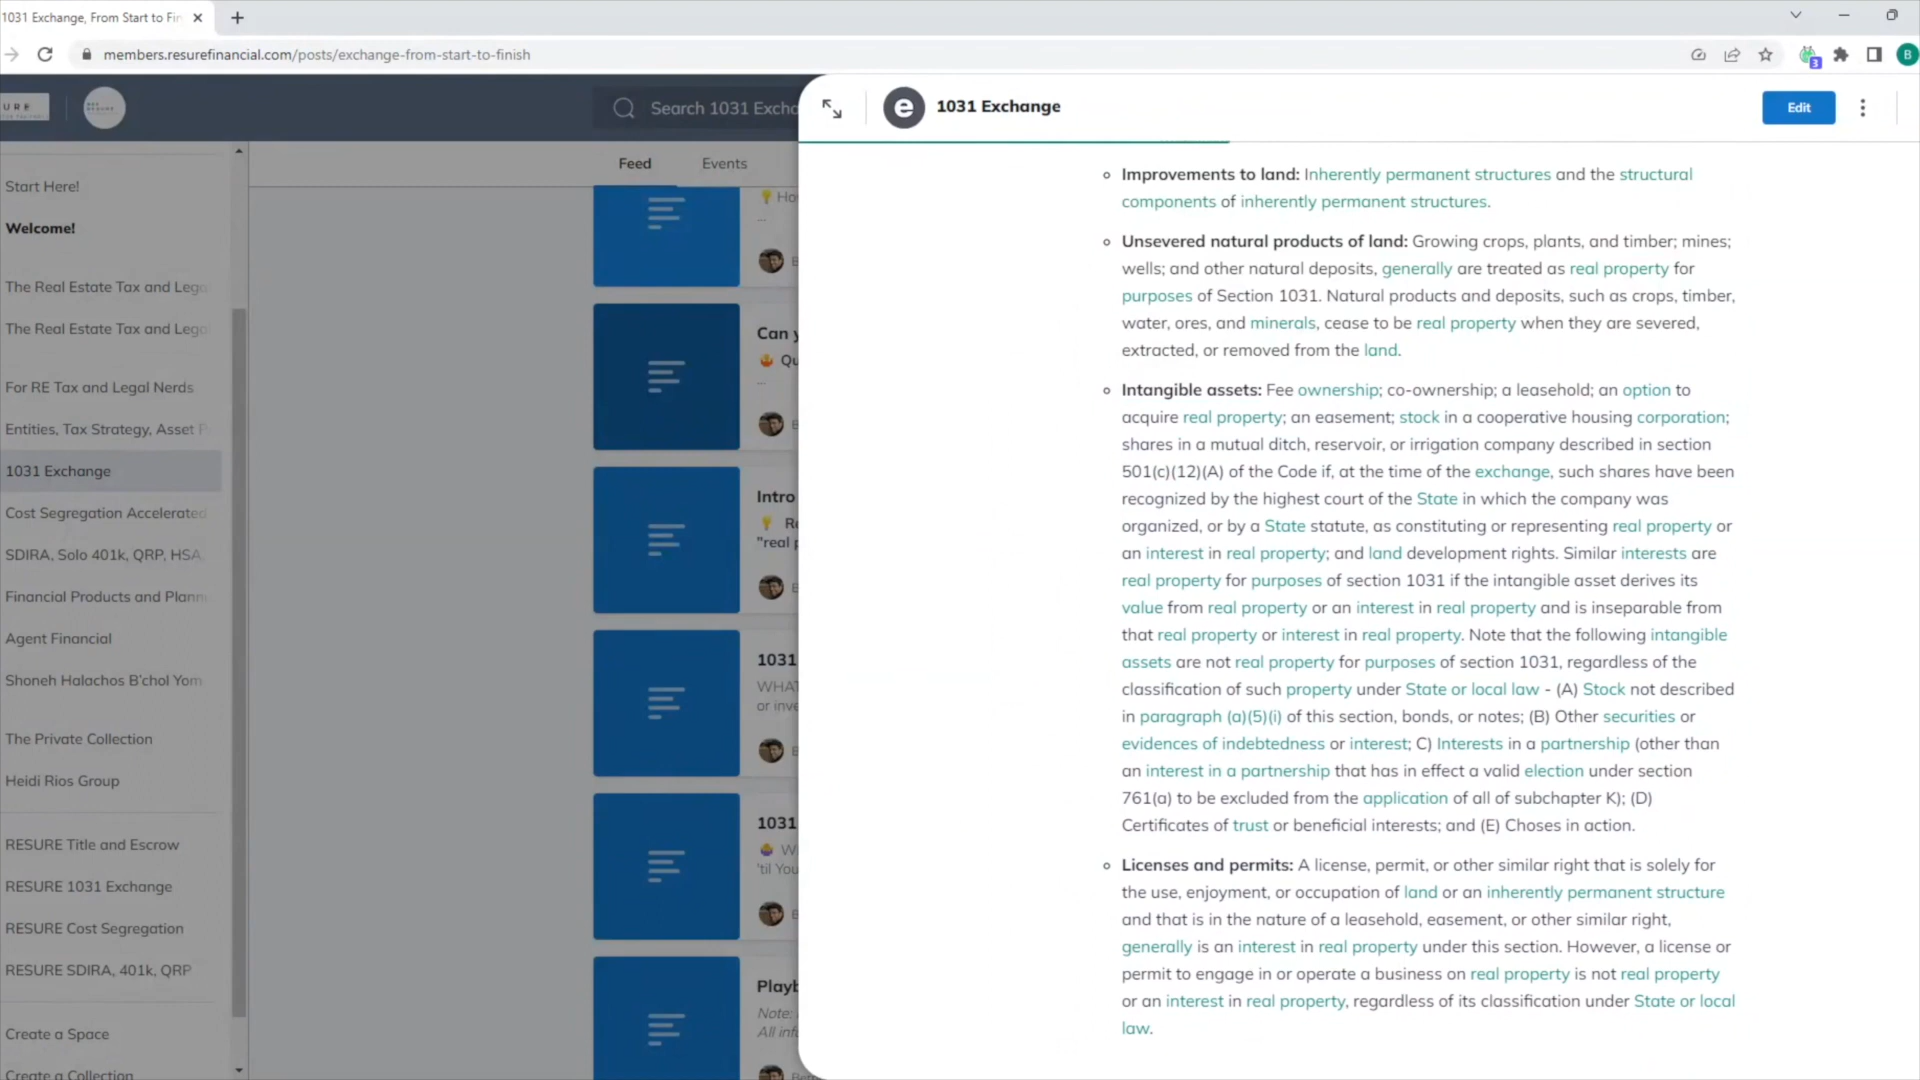 1031 Exchange, From Start to Fi
members.resurefinancial.com/posts/exchange-from-start-to-finish
3
B
URE
Search 1031 Excha
1031 Exchange
Edit
Start Here!
Welcome!
The Real Estate Tax and Lega
The Real Estate Tax and Lega
For RE Tax and Legal Nerds
Entities, Tax Strategy, Asset P
1031 Exchange
Cost Segregation Accelerated
SDIRA, Solo 401k, QRP, HSA,
Financial Products and Plann
Agent Financial
Shoneh Halachos B'chol Yom
The Private Collection
Heidi Rios Group
RESURE Title and Escrow
RESURE 1031 Exchange
RESURE Cost Segregation
RESURE SDIRA, 401k, QRP
Create a Space
Create a Collection
Feed
Events
Ho
...
Can y
Qu
...
Intro
Re
"real p
1031
WHAT
or inve
1031
W
'til You
Playb
Note:
All info
Ben
Improvements to land: Inherently permanent structures and the structural
components of inherently permanent structures.
Unsevered natural products of land: Growing crops, plants, and timber; mines;
wells; and other natural deposits, generally are treated as real property for
purposes of Section 1031. Natural products and deposits, such as crops, timber,
water, ores, and minerals, cease to be real property when they are severed,
extracted, or removed from the land.
Intangible assets: Fee ownership; co-ownership; a leasehold; an option to
acquire real property; an easement; stock in a cooperative housing corporation;
shares in a mutual ditch, reservoir, or irrigation company described in section
501(c)(12)(A) of the Code if, at the time of the exchange, such shares have been
recognized by the highest court of the State in which the company was
organized, or by a State statute, as constituting or representing real property or
an interest in real property; and land development rights. Similar interests are
real property for purposes of section 1031 if the intangible asset derives its
value from real property or an interest in real property and is inseparable from
that real property or interest in real property. Note that the following intangible
assets are not real property for purposes of section 1031, regardless of the
classification of such property under State or local law - (A) Stock not described
in paragraph (a)(5)(i) of this section, bonds, or notes; (B) Other securities or
evidences of indebtedness or interest; C) Interests in a partnership (other than
an interest in a partnership that has in effect a valid election under section
761(a) to be excluded from the application of all of subchapter K); (D)
Certificates of trust or beneficial interests; and (E) Choses in action.
Licenses and permits: A license, permit, or other similar right that is solely for
the use, enjoyment, or occupation of land or an inherently permanent structure
and that is in the nature of a leasehold, easement, or other similar right,
generally is an interest in real property under this section. However, a license or
permit to engage in or operate a business on real property is not real property
or an interest in real property, regardless of its classification under State or local
law.